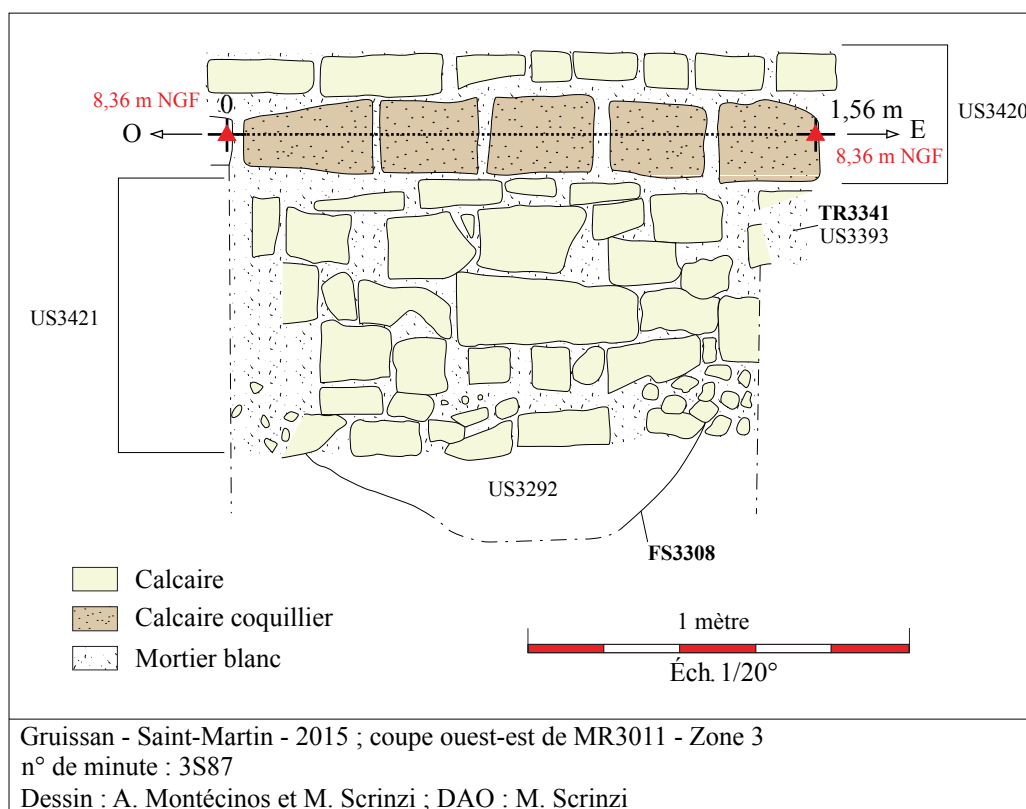 8,36 m NGF
0
O
1,56 m
E
8,36 m NGF
US3420
TR3341
US3393
US3421
US3292
FS3308
Calcaire
Calcaire coquillier
Mortier blanc
1 mètre
Éch. 1/20°
Gruissan - Saint-Martin - 2015 ; coupe ouest-est de MR3011 - Zone 3
n° de minute : 3S87
Dessin : A. Montécinos et M. Scrinzi ; DAO : M. Scrinzi